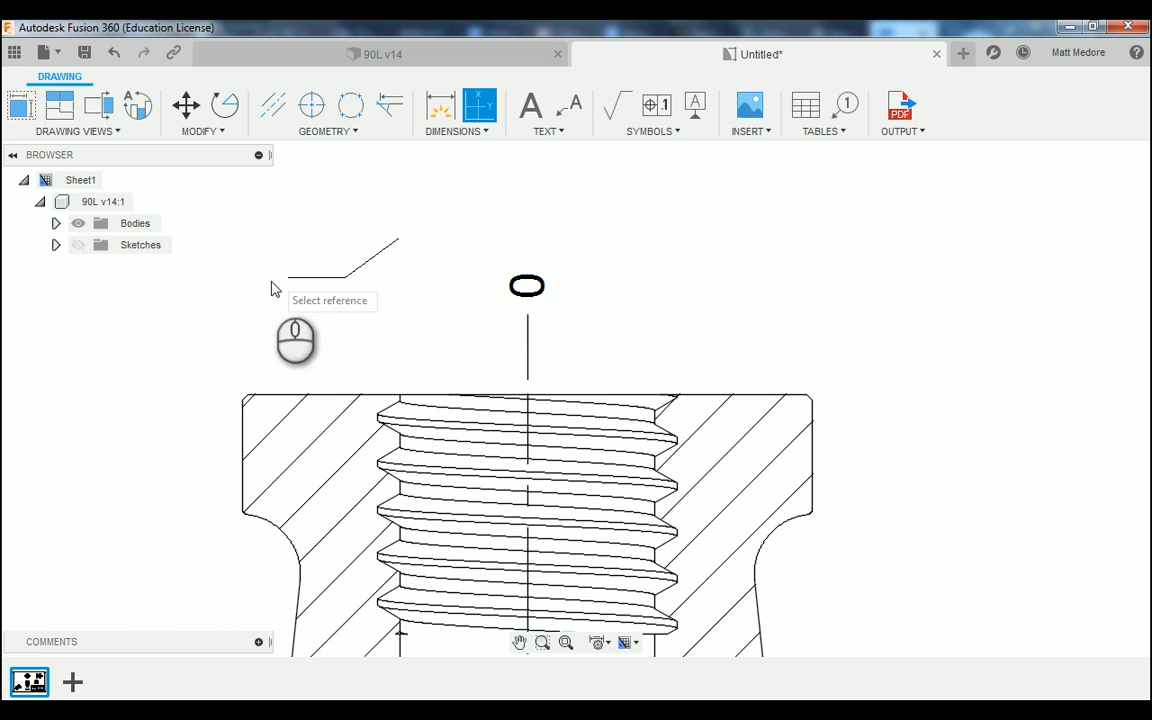 Autodesk Fusion 360 (Education License)
90L v14
Untitled*
Matt Medore
DRAWING
DRAWING VIEWS
MODIFY
GEOMETRY
DIMENSIONS
TEXT
SYMBOLS
INSERT
TABLES
OUTPUT
BROWSER
Sheet1
90L v14:1
Bodies
Sketches
Select reference
0
COMMENTS